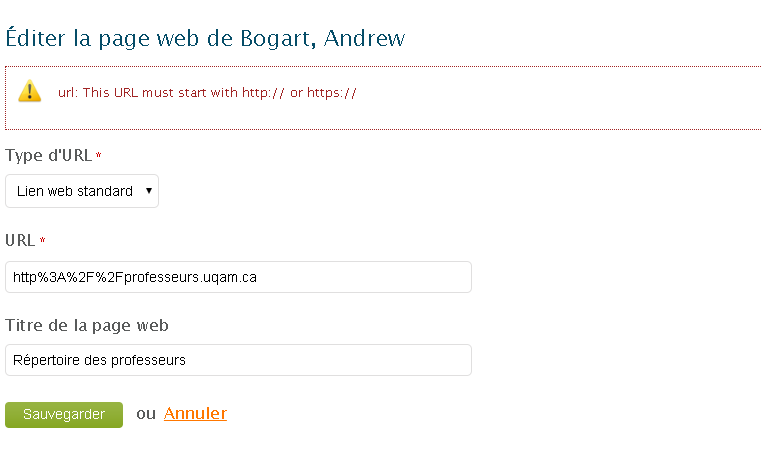 Éditer la page web de Bogart, Andrew
url: This URL must start with http:// or https://
Type d'URL *
Lien web standard
URL *
http%3A%2F%2Fprofesseurs.uqam.ca
Titre de la page web
Répertoire des professeurs
Sauvegarder ou Annuler